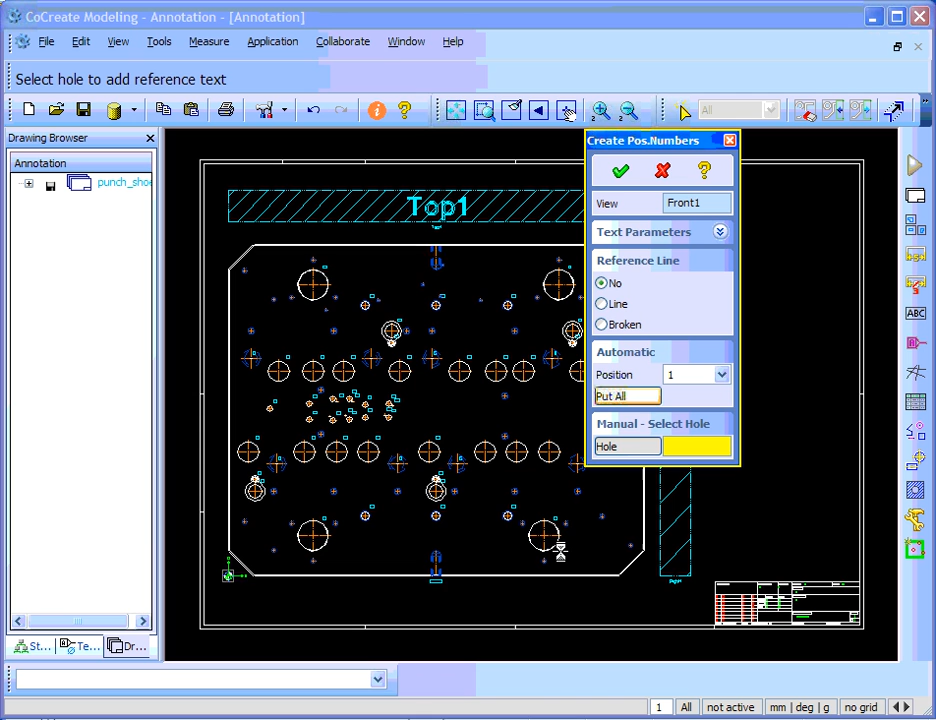 CoCreate Modeling - Annotation - [Annotation]
File Edit View Tools Measure Application Collaborate Window Help
Select hole to add reference text
All
Drawing Browser
Annotation
punch_sho
Top1
Create Pos.Numbers
View Front1
Text Parameters
Reference Line
No
Line
Broken
Automatic
Position 1
Put All
Manual - Select Hole
Hole
ABC
St... Te... Dr...
1 All not active mm | deg | g no grid